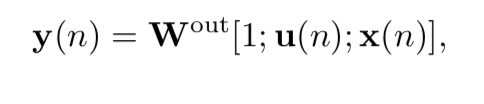 y(n) = W^out[1; u(n); x(n)],